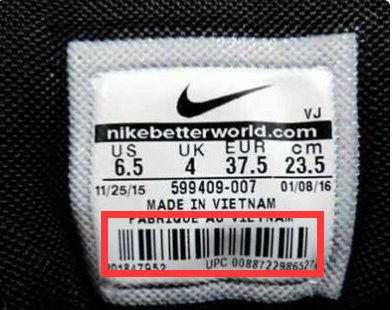 VJ
nikebetterworld.com
US UK EUR cm
6.5 4 37.5 23.5
11/25/15 599409-007 01/08/16
MADE IN VIETNAM
FABRIQUE AU VIETNAM
UPC